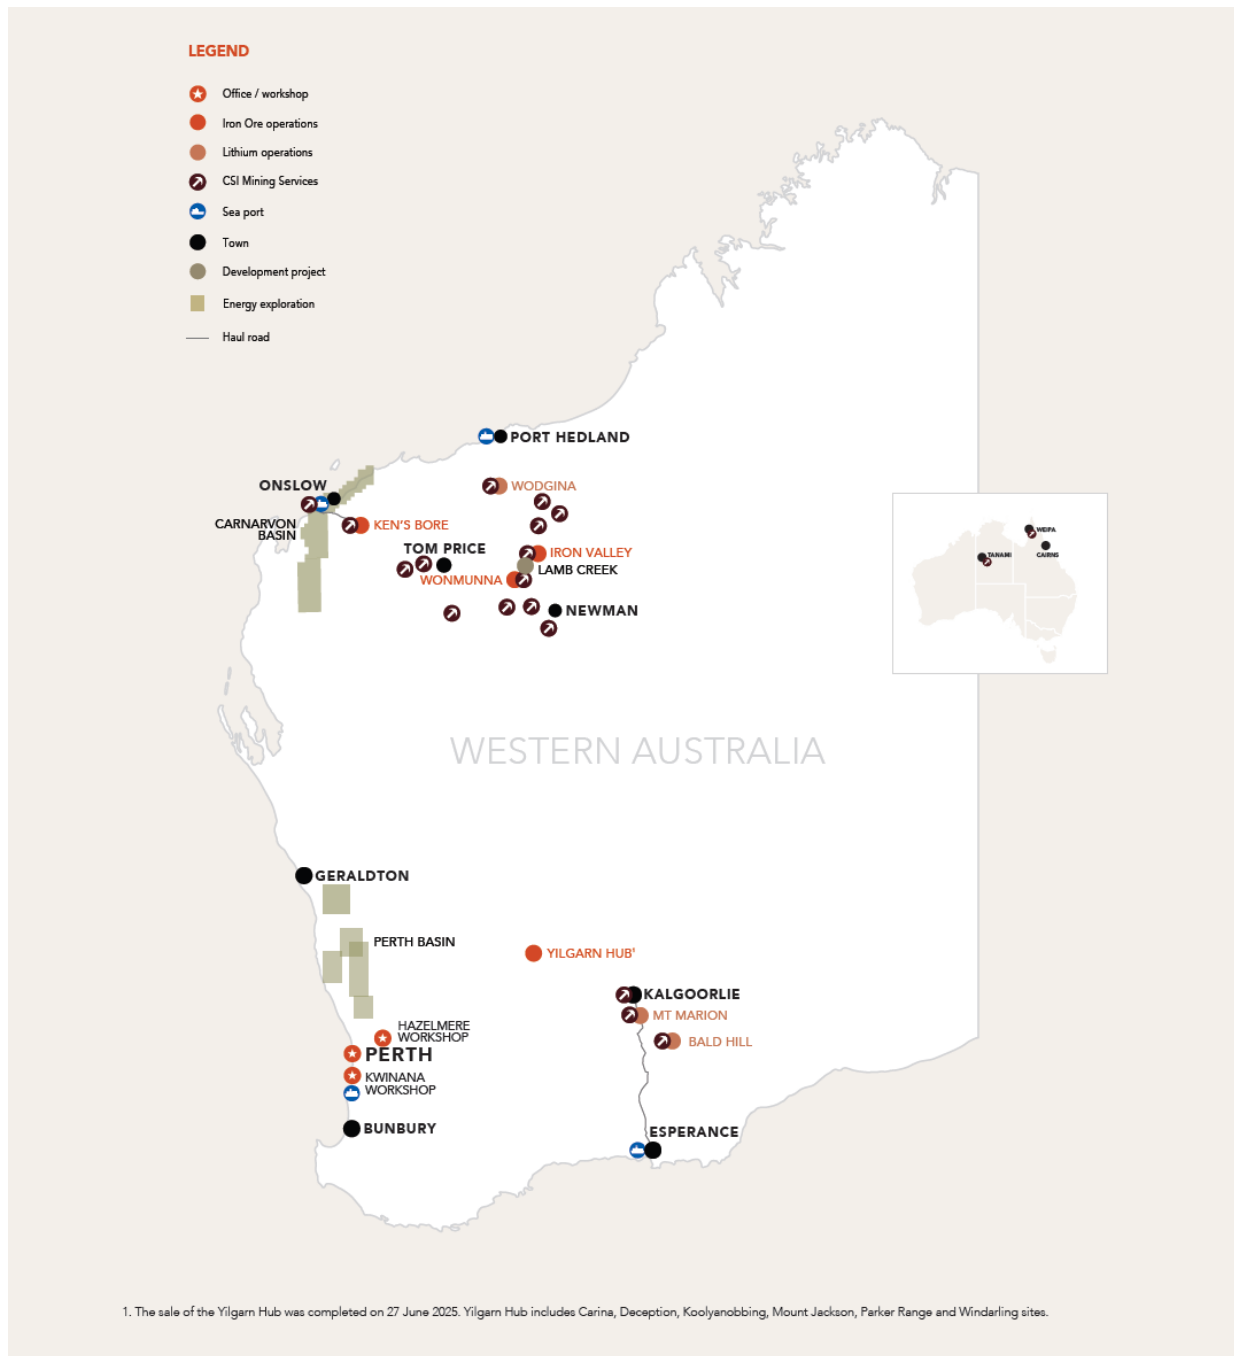 LEGEND
Office / workshop
Iron Ore operations
Lithium operations
CSI Mining Services
Sea port
Town
Development project
Energy exploration
Haul road
PORT HEDLAND
ONSLOW
WODGINA
CARNARVON
BASIN
KEN'S BORE
TOM PRICE
IRON VALLEY
LAMB CREEK
WONMUNNA
NEWMAN
WEIPA
CAIRNS
TANAMI
WESTERN AUSTRALIA
GERALDTON
PERTH BASIN
YILGARN HUB¹
KALGOORLIE
MT MARION
BALD HILL
HAZELMERE
WORKSHOP
PERTH
KWINANA
WORKSHOP
BUNBURY
ESPERANCE
1. The sale of the Yilgarn Hub was completed on 27 June 2025. Yilgarn Hub includes Carina, Deception, Koolyanobbing, Mount Jackson, Parker Range and Windarling sites.